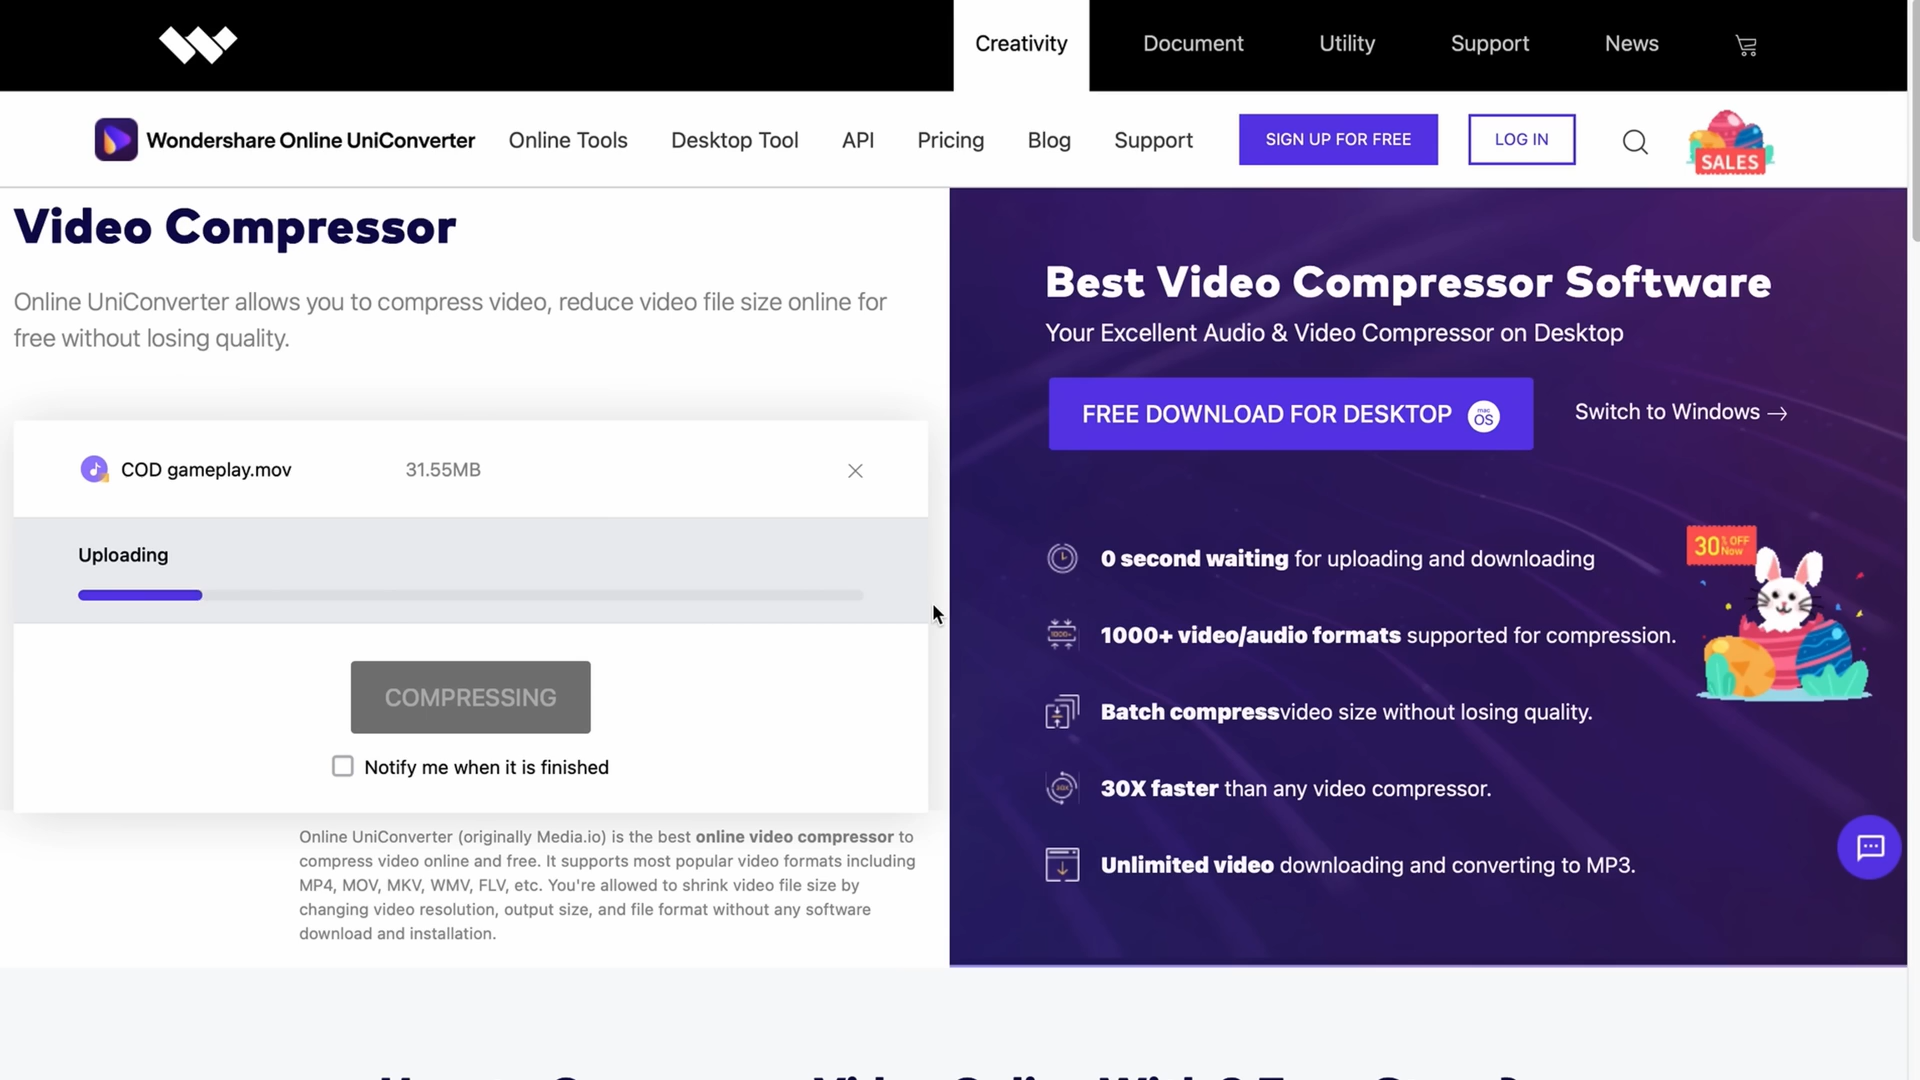 Creativity
Document
Utility
Support
News
Wondershare Online UniConverter
Online Tools
Desktop Tool
API
Pricing
Blog
Support
SIGN UP FOR FREE
LOG IN
SALES
Video Compressor
Online UniConverter allows you to compress video, reduce video file size online for
free without losing quality.
COD gameplay.mov
31.55MB
Uploading
COMPRESSING
Notify me when it is finished
Online UniConverter (originally Media.io) is the best online video compressor to
compress video online and free. It supports most popular video formats including
MP4, MOV, MKV, WMV, FLV, etc. You're allowed to shrink video file size by
changing video resolution, output size, and file format without any software
download and installation.
Best Video Compressor Software
Your Excellent Audio & Video Compressor on Desktop
FREE DOWNLOAD FOR DESKTOP
mac
OS
Switch to Windows →
0 second waiting for uploading and downloading
1000+
1000+ video/audio formats supported for compression.
Batch compressvideo size without losing quality.
30X
30X faster than any video compressor.
Unlimited video downloading and converting to MP3.
30% OFF
Now